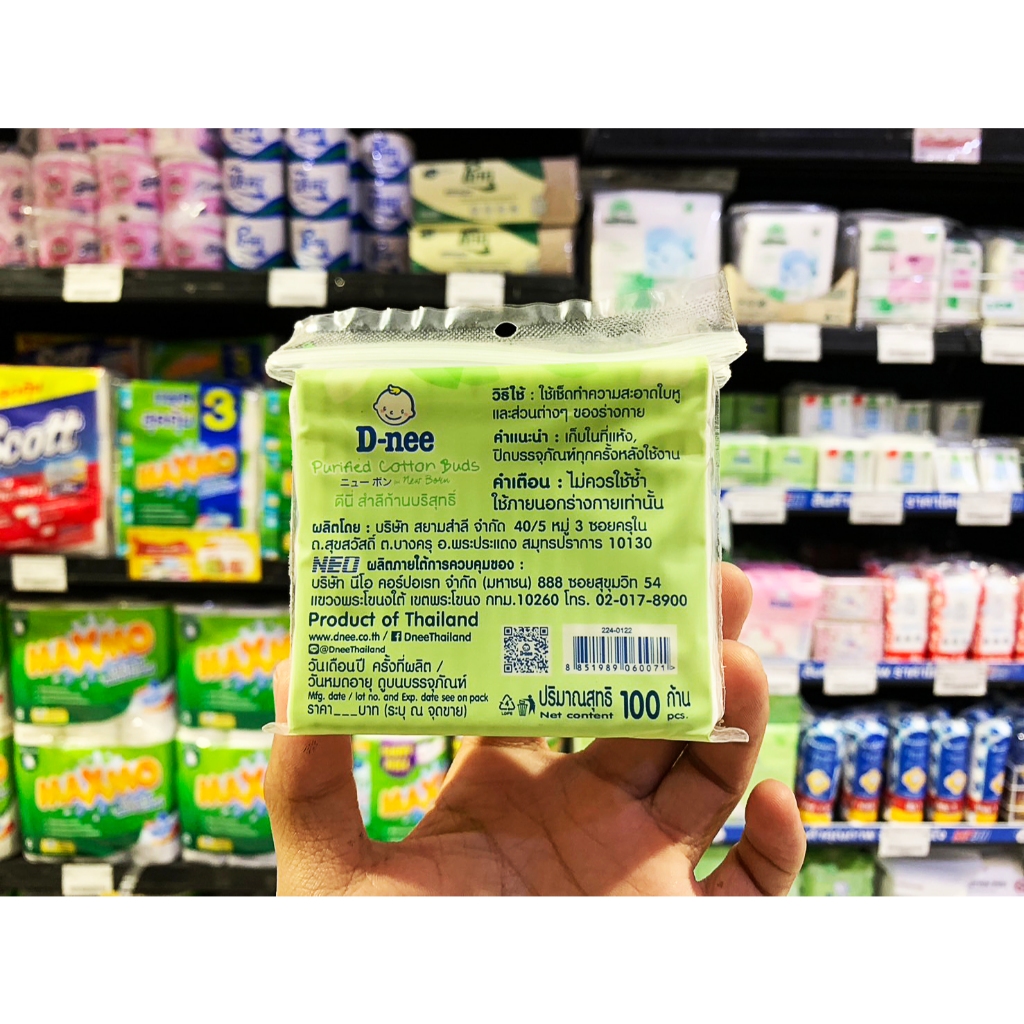 D-nee
Purified Cotton Buds
ニューボン New Born
ดีนี่ สำลีก้านบริสุทธิ์
วิธีใช้ : ใช้เช็ดทำความสะอาดใบหู
และส่วนต่างๆ ของร่างกาย
คำแนะนำ : เก็บในที่แห้ง,
ปิดบรรจุภัณฑ์ทุกครั้งหลังใช้งาน
คำเตือน : ไม่ควรใช้ซ้ำ
ใช้ภายนอกร่างกายเท่านั้น
ผลิตโดย : บริษัท สยามสำลี จำกัด 40/5 หมู่ 3 ซอยครุใน
ถ.สุขสวัสดิ์ ต.บางครุ อ.พระประแดง สมุทรปราการ 10130
NEO ผลิตภายใต้การควบคุมของ :
บริษัท นีโอ คอร์ปอเรท จำกัด (มหาชน) 888 ซอยสุขุมวิท 54
แขวงพระโขนงใต้ เขตพระโขนง กทม.10260 โทร. 02-017-8900
Product of Thailand
www.dnee.co.th / DneeThailand
@DneeThailand
วันเดือนปี ครั้งที่ผลิต /
วันหมดอายุ ดูบนบรรจุภัณฑ์
Mfg. date / lot no. and Exp. date see on pack
ราคา___บาท (ระบุ ณ จุดขาย)
224-0122
8 851989 060071>
ปริมาณสุทธิ 100 ก้าน
Net content pcs.
Scott
MAXMO
3
MAXMO
MAXMO
MAXMO
MAXMO